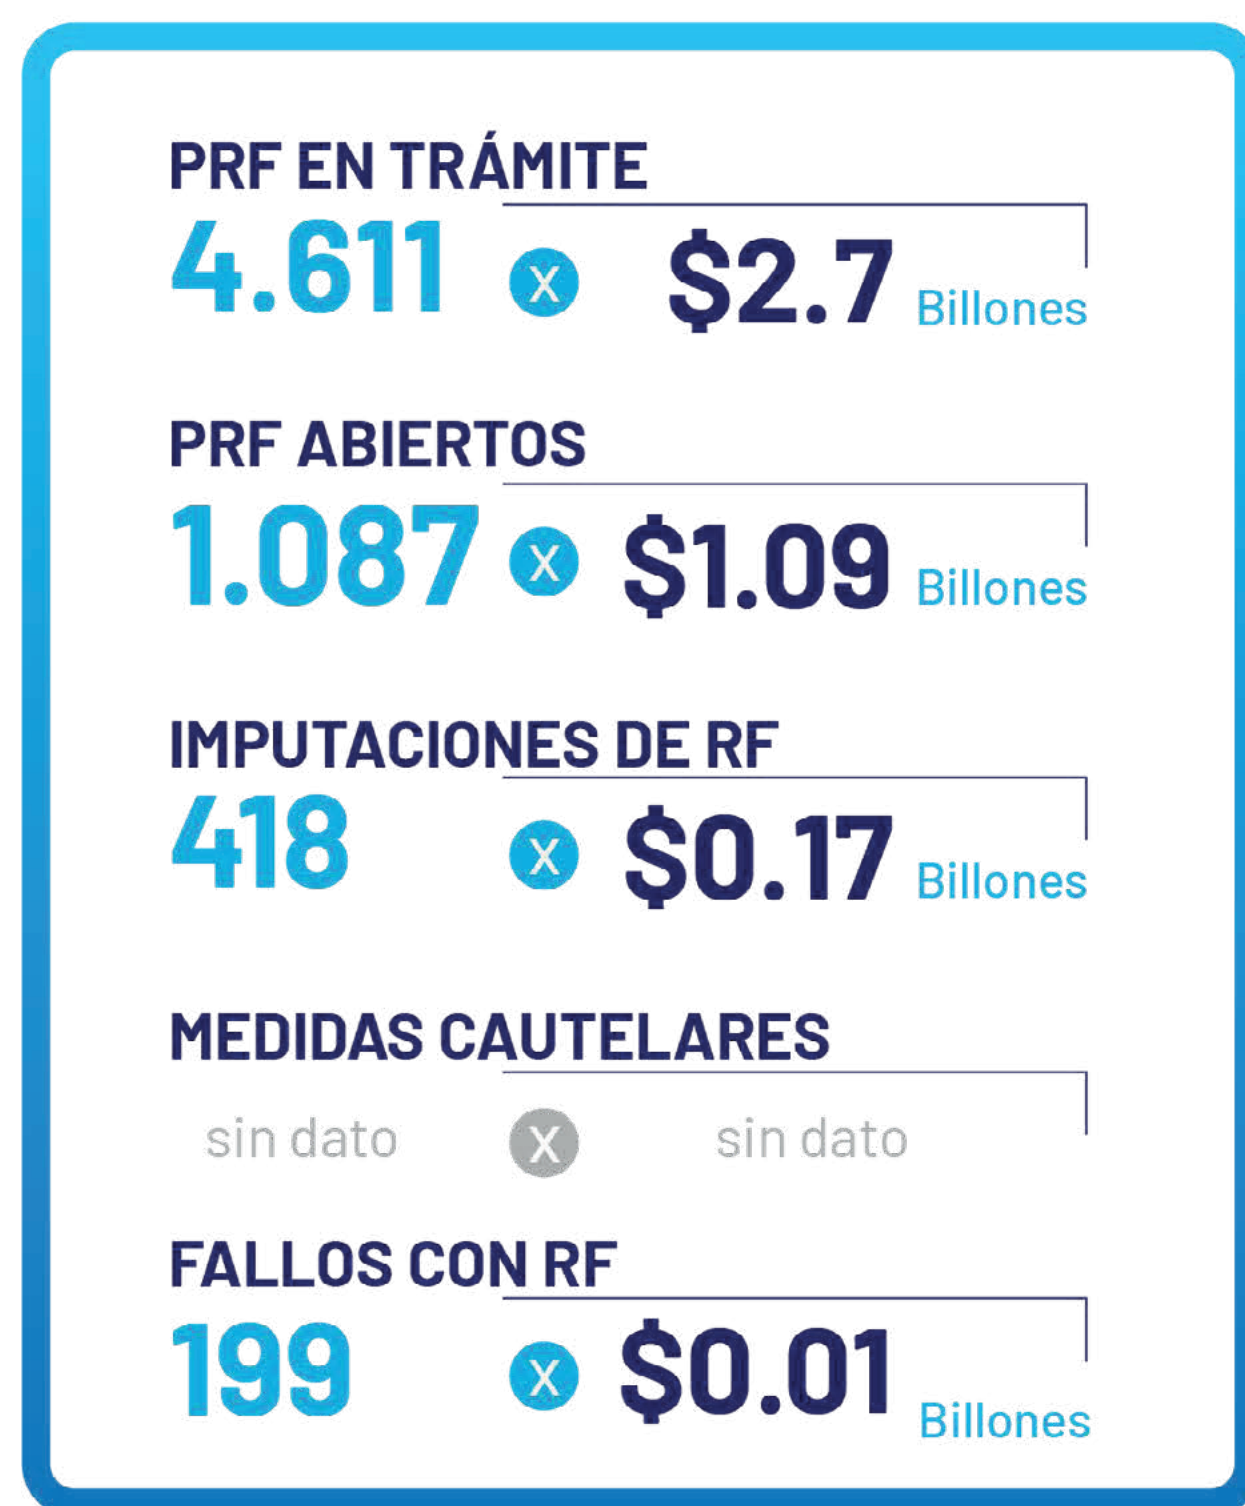 PRF EN TRÁMITE
4.611 X $2.7 Billones
PRF ABIERTOS
1.087 X $1.09 Billones
IMPUTACIONES DE RF
418 X $0.17 Billones
MEDIDAS CAUTELARES
sin dato X sin dato
FALLOS CON RF
199 X $0.01 Billones